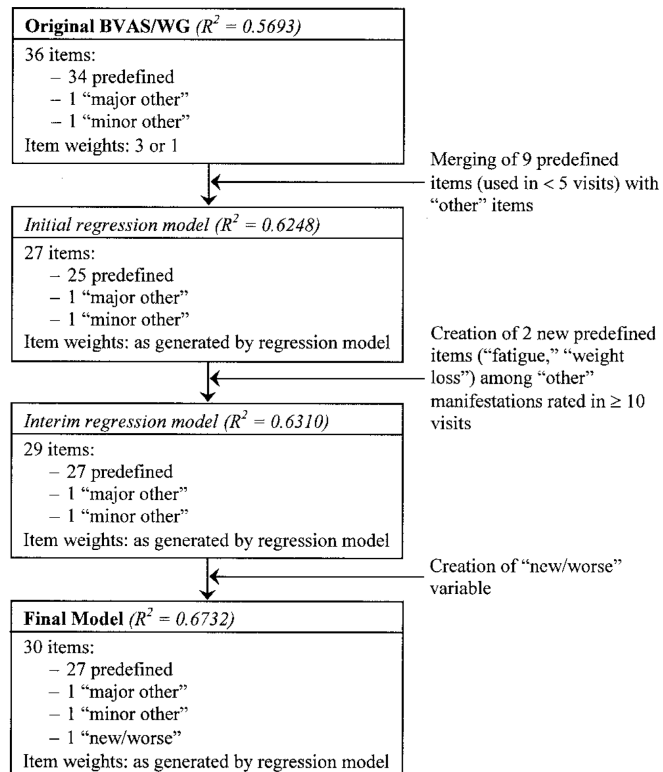 Original BVAS/WG (R² = 0.5693)
36 items:
– 34 predefined
– 1 “major other”
– 1 “minor other”
Item weights: 3 or 1
Merging of 9 predefined
items (used in < 5 visits) with
“other” items
Initial regression model (R² = 0.6248)
27 items:
– 25 predefined
– 1 “major other”
– 1 “minor other”
Item weights: as generated by regression model
Creation of 2 new predefined
items (“fatigue,” “weight
loss”) among “other”
manifestations rated in ≥ 10
visits
Interim regression model (R² = 0.6310)
29 items:
– 27 predefined
– 1 “major other”
– 1 “minor other”
Item weights: as generated by regression model
Creation of “new/worse”
variable
Final Model (R² = 0.6732)
30 items:
– 27 predefined
– 1 “major other”
– 1 “minor other”
– 1 “new/worse”
Item weights: as generated by regression model